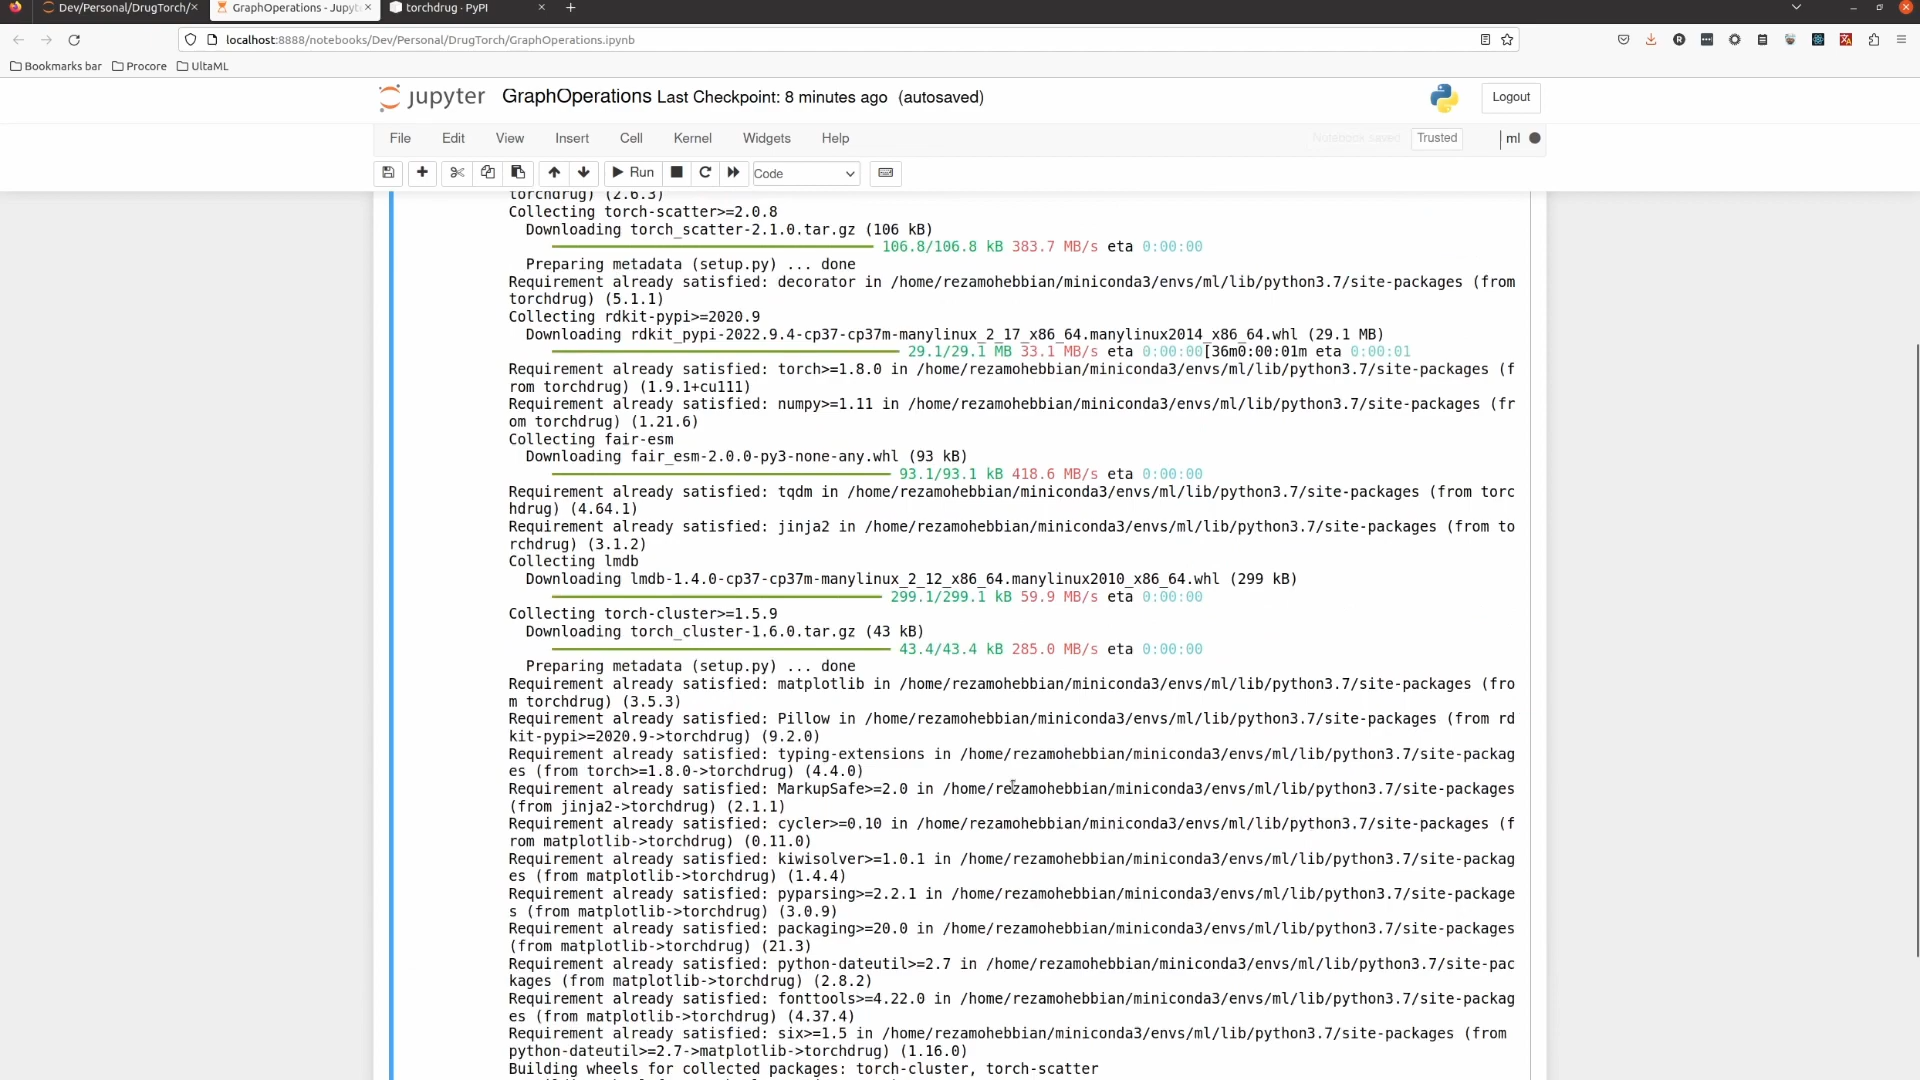 Dev/Personal/DrugTorch/
GraphOperations - Jupyte
torchdrug · PyPI
localhost:8888/notebooks/Dev/Personal/DrugTorch/GraphOperations.ipynb
Bookmarks bar
Procore
UltaML
jupyter
GraphOperations Last Checkpoint: 8 minutes ago (autosaved)
Logout
File
Edit
View
Insert
Cell
Kernel
Widgets
Help
Notebook saved
Trusted
ml
Run
Code
torchdrug) (2.6.3)
Collecting torch-scatter>=2.0.8
Downloading torch_scatter-2.1.0.tar.gz (106 kB)
106.8/106.8 kB 383.7 MB/s eta 0:00:00
Preparing metadata (setup.py) ... done
Requirement already satisfied: decorator in /home/rezamohebbian/miniconda3/envs/ml/lib/python3.7/site-packages (from
torchdrug) (5.1.1)
Collecting rdkit-pypi>=2020.9
Downloading rdkit_pypi-2022.9.4-cp37-cp37m-manylinux_2_17_x86_64.manylinux2014_x86_64.whl (29.1 MB)
29.1/29.1 MB 33.1 MB/s eta 0:00:00[36m0:00:01m eta 0:00:01
Requirement already satisfied: torch>=1.8.0 in /home/rezamohebbian/miniconda3/envs/ml/lib/python3.7/site-packages (f
rom torchdrug) (1.9.1+cu111)
Requirement already satisfied: numpy>=1.11 in /home/rezamohebbian/miniconda3/envs/ml/lib/python3.7/site-packages (fr
om torchdrug) (1.21.6)
Collecting fair-esm
Downloading fair_esm-2.0.0-py3-none-any.whl (93 kB)
93.1/93.1 kB 418.6 MB/s eta 0:00:00
Requirement already satisfied: tqdm in /home/rezamohebbian/miniconda3/envs/ml/lib/python3.7/site-packages (from torc
hdrug) (4.64.1)
Requirement already satisfied: jinja2 in /home/rezamohebbian/miniconda3/envs/ml/lib/python3.7/site-packages (from to
rchdrug) (3.1.2)
Collecting lmdb
Downloading lmdb-1.4.0-cp37-cp37m-manylinux_2_12_x86_64.manylinux2010_x86_64.whl (299 kB)
299.1/299.1 kB 59.9 MB/s eta 0:00:00
Collecting torch-cluster>=1.5.9
Downloading torch_cluster-1.6.0.tar.gz (43 kB)
43.4/43.4 kB 285.0 MB/s eta 0:00:00
Preparing metadata (setup.py) ... done
Requirement already satisfied: matplotlib in /home/rezamohebbian/miniconda3/envs/ml/lib/python3.7/site-packages (fro
m torchdrug) (3.5.3)
Requirement already satisfied: Pillow in /home/rezamohebbian/miniconda3/envs/ml/lib/python3.7/site-packages (from rd
kit-pypi>=2020.9->torchdrug) (9.2.0)
Requirement already satisfied: typing-extensions in /home/rezamohebbian/miniconda3/envs/ml/lib/python3.7/site-packag
es (from torch>=1.8.0->torchdrug) (4.4.0)
Requirement already satisfied: MarkupSafe>=2.0 in /home/rezamohebbian/miniconda3/envs/ml/lib/python3.7/site-packages
(from jinja2->torchdrug) (2.1.1)
Requirement already satisfied: cycler>=0.10 in /home/rezamohebbian/miniconda3/envs/ml/lib/python3.7/site-packages (f
rom matplotlib->torchdrug) (0.11.0)
Requirement already satisfied: kiwisolver>=1.0.1 in /home/rezamohebbian/miniconda3/envs/ml/lib/python3.7/site-packag
es (from matplotlib->torchdrug) (1.4.4)
Requirement already satisfied: pyparsing>=2.2.1 in /home/rezamohebbian/miniconda3/envs/ml/lib/python3.7/site-package
s (from matplotlib->torchdrug) (3.0.9)
Requirement already satisfied: packaging>=20.0 in /home/rezamohebbian/miniconda3/envs/ml/lib/python3.7/site-packages
(from matplotlib->torchdrug) (21.3)
Requirement already satisfied: python-dateutil>=2.7 in /home/rezamohebbian/miniconda3/envs/ml/lib/python3.7/site-pac
kages (from matplotlib->torchdrug) (2.8.2)
Requirement already satisfied: fonttools>=4.22.0 in /home/rezamohebbian/miniconda3/envs/ml/lib/python3.7/site-packag
es (from matplotlib->torchdrug) (4.37.4)
Requirement already satisfied: six>=1.5 in /home/rezamohebbian/miniconda3/envs/ml/lib/python3.7/site-packages (from
python-dateutil>=2.7->matplotlib->torchdrug) (1.16.0)
Building wheels for collected packages: torch-cluster, torch-scatter